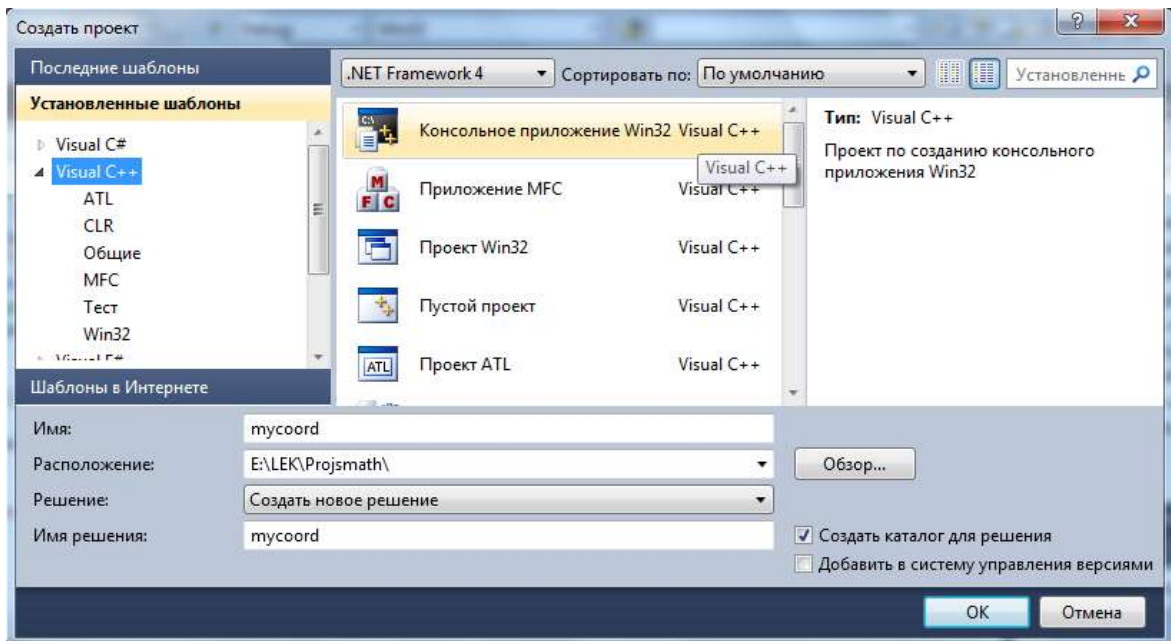 Создать проект
Последние шаблоны
.NET Framework 4
Сортировать по: По умолчанию
Установленные шаблоны
Visual C#
Visual C++
ATL
CLR
Общие
MFC
Тест
Win32
Шаблоны в Интернете
Консольное приложение Win32 Visual C++
Visual C++
Приложение MFC Visual C++
Проект Win32 Visual C++
Пустой проект Visual C++
Проект ATL Visual C++
Тип: Visual C++
Проект по созданию консольного
приложения Win32
Имя: mycoord
Расположение: E:\LEK\Projsmath\
Обзор...
Решение: Создать новое решение
Имя решения: mycoord
Создать каталог для решения
Добавить в систему управления версиями
OK Отмена